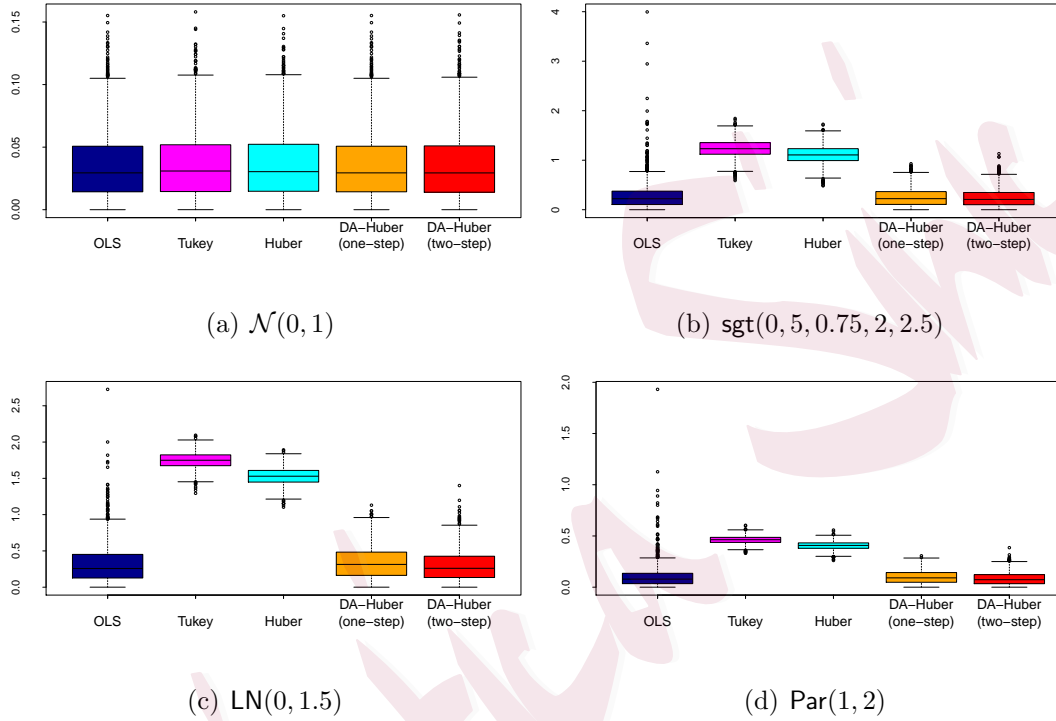 0.00 0.05 0.10 0.15
OLS Tukey Huber DA−Huber (one−step) DA−Huber (two−step)
(a) N(0, 1)
0 1 2 3 4
OLS Tukey Huber DA−Huber (one−step) DA−Huber (two−step)
(b) sgt(0, 5, 0.75, 2, 2.5)
0.0 0.5 1.0 1.5 2.0 2.5
OLS Tukey Huber DA−Huber (one−step) DA−Huber (two−step)
(c) LN(0, 1.5)
0.0 0.5 1.0 1.5 2.0
OLS Tukey Huber DA−Huber (one−step) DA−Huber (two−step)
(d) Par(1, 2)